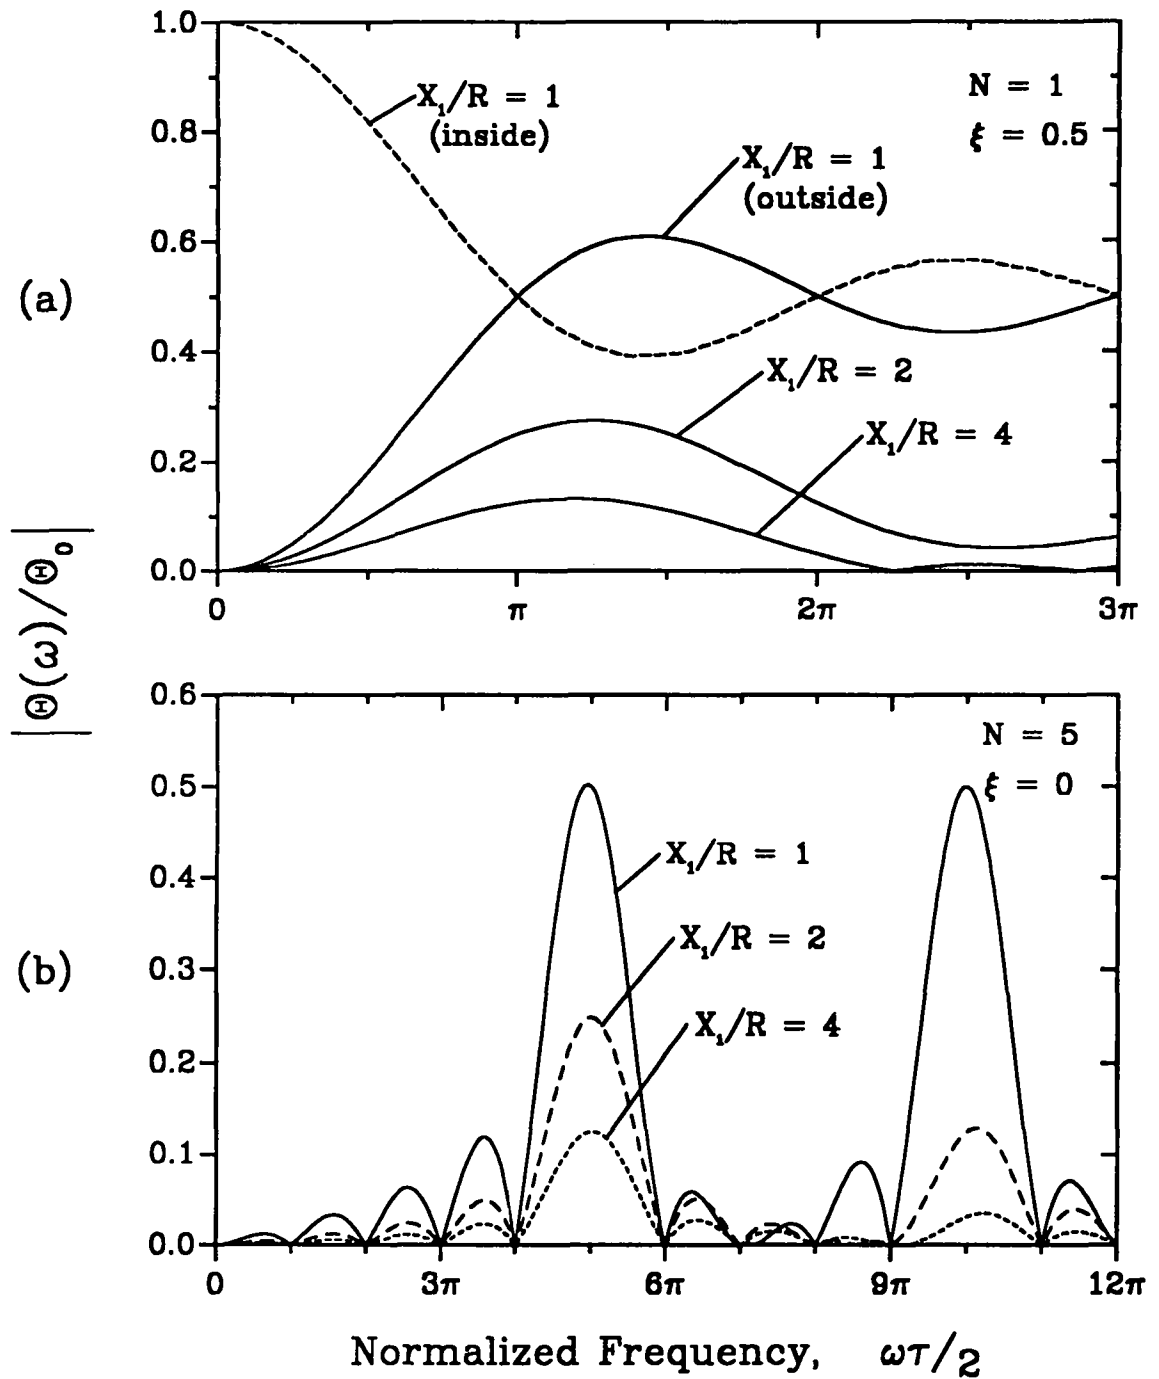 (a)
1.0
0.8
0.6
0.4
0.2
0.0
X₁/R = 1
(inside)
N = 1
ξ = 0.5
X₁/R = 1
(outside)
X₁/R = 2
X₁/R = 4
0
π
2π
3π
|Θ(ω)/Θ₀|
(b)
0.6
0.5
0.4
0.3
0.2
0.1
0.0
N = 5
ξ = 0
X₁/R = 1
X₁/R = 2
X₁/R = 4
0
3π
6π
9π
12π
Normalized Frequency, ωτ/2